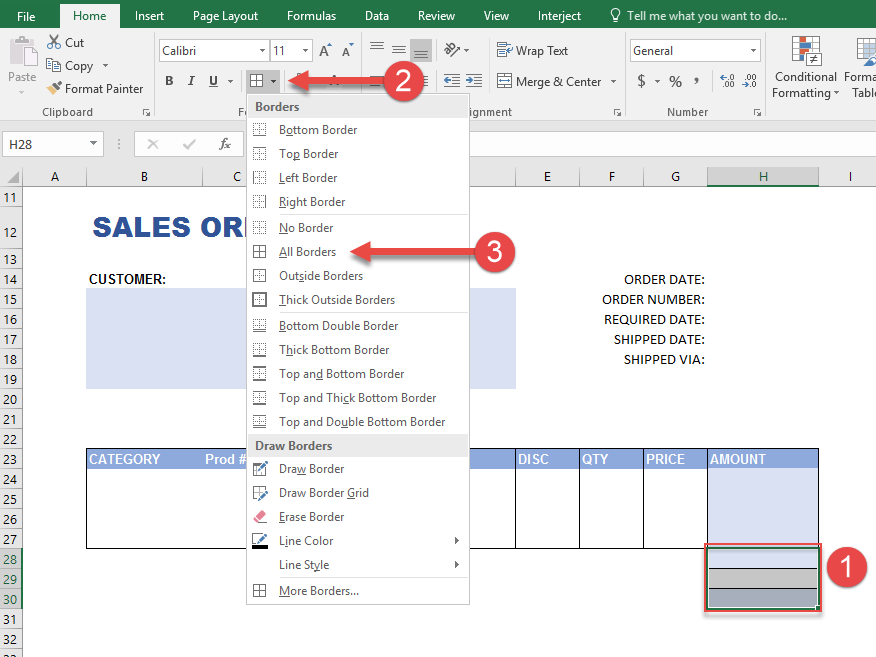 File Home Insert Page Layout Formulas Data Review View Interject Tell me what you want to do...
Cut
Copy
Format Painter
Paste
Clipboard
Calibri 11 A A
B I U
2
Wrap Text
Merge & Center
General
$ % ,
Number
Conditional
Formatting
H28
fx
A B C E F G H I
Borders
Bottom Border
Top Border
Left Border
Right Border
No Border
All Borders
3
Outside Borders
Thick Outside Borders
Bottom Double Border
Thick Bottom Border
Top and Bottom Border
Top and Thick Bottom Border
Top and Double Bottom Border
Draw Borders
Draw Border
Draw Border Grid
Erase Border
Line Color
Line Style
More Borders...
11
12
13
14
15
16
17
18
19
20
21
22
23
24
25
26
27
28
29
30
31
32
SALES
CUSTOMER:
ORDER DATE:
ORDER NUMBER:
REQUIRED DATE:
SHIPPED DATE:
SHIPPED VIA:
CATEGORY Prod # DISC QTY PRICE AMOUNT
1